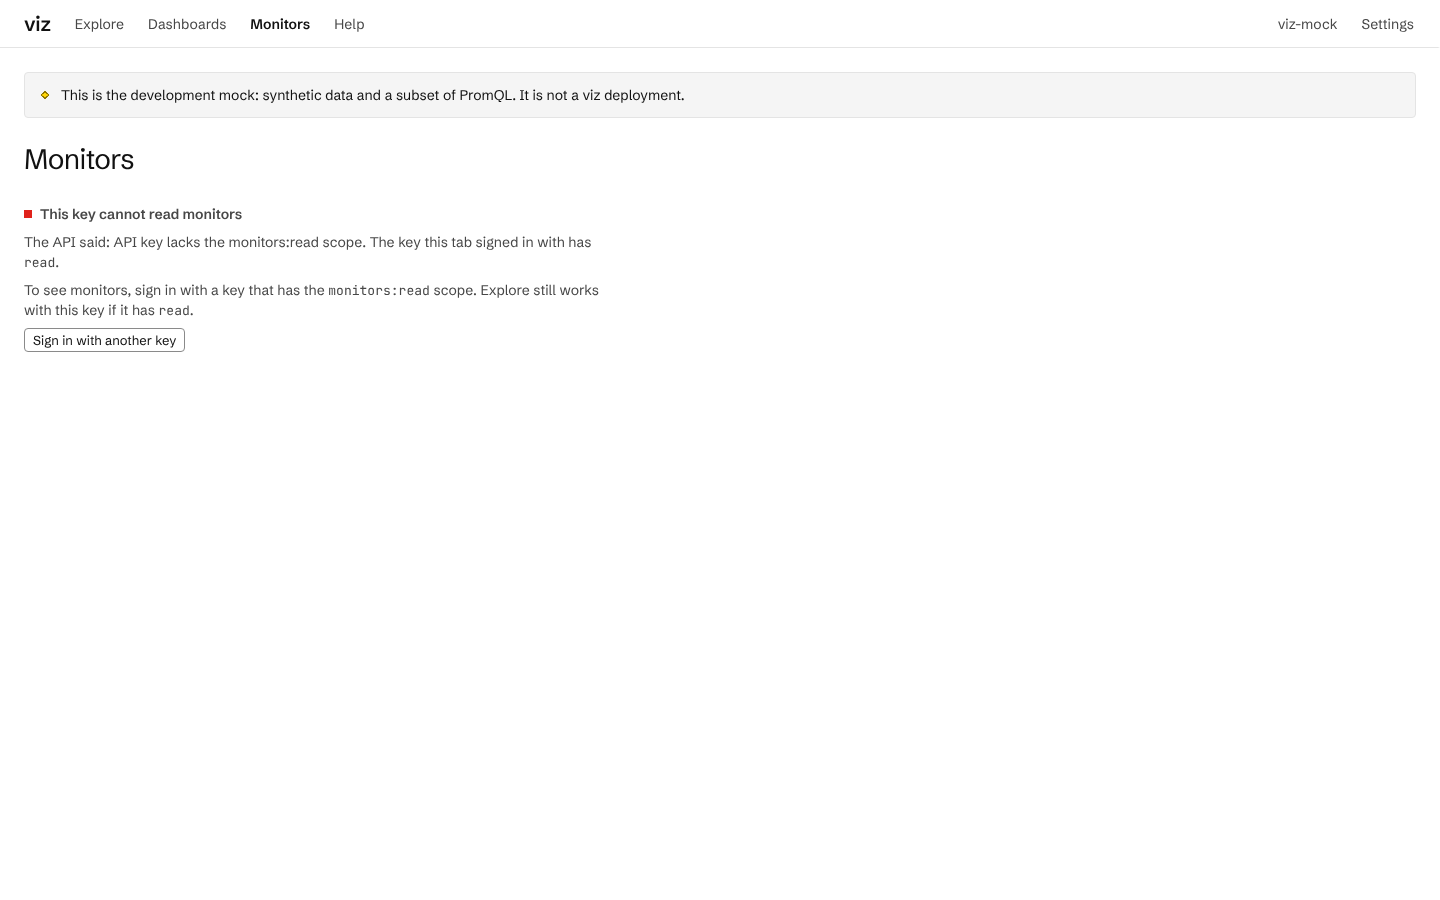 viz Explore Dashboards Monitors Help viz-mock Settings
This is the development mock: synthetic data and a subset of PromQL. It is not a viz deployment.
Monitors
This key cannot read monitors
The API said: API key lacks the monitors:read scope. The key this tab signed in with has
read.
To see monitors, sign in with a key that has the monitors:read scope. Explore still works
with this key if it has read.
Sign in with another key